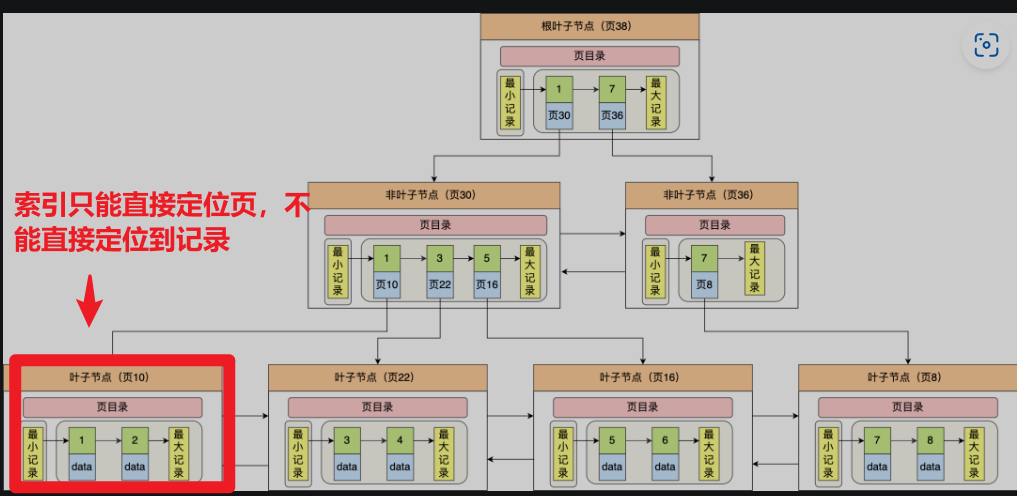 根叶子节点（页38）
页目录
最小记录
1
7
最大记录
页30
页36
索引只能直接定位页，不
能直接定位到记录
非叶子节点（页30）
页目录
最小记录
1
3
5
最大记录
页10
页22
页16
非叶子节点（页36）
页目录
最小记录
7
最大记录
页8
叶子节点（页10）
页目录
最小记录
1
2
最大记录
data
data
叶子节点（页22）
页目录
最小记录
3
4
最大记录
data
data
叶子节点（页16）
页目录
最小记录
5
6
最大记录
data
data
叶子节点（页8）
页目录
最小记录
7
8
最大记录
data
data